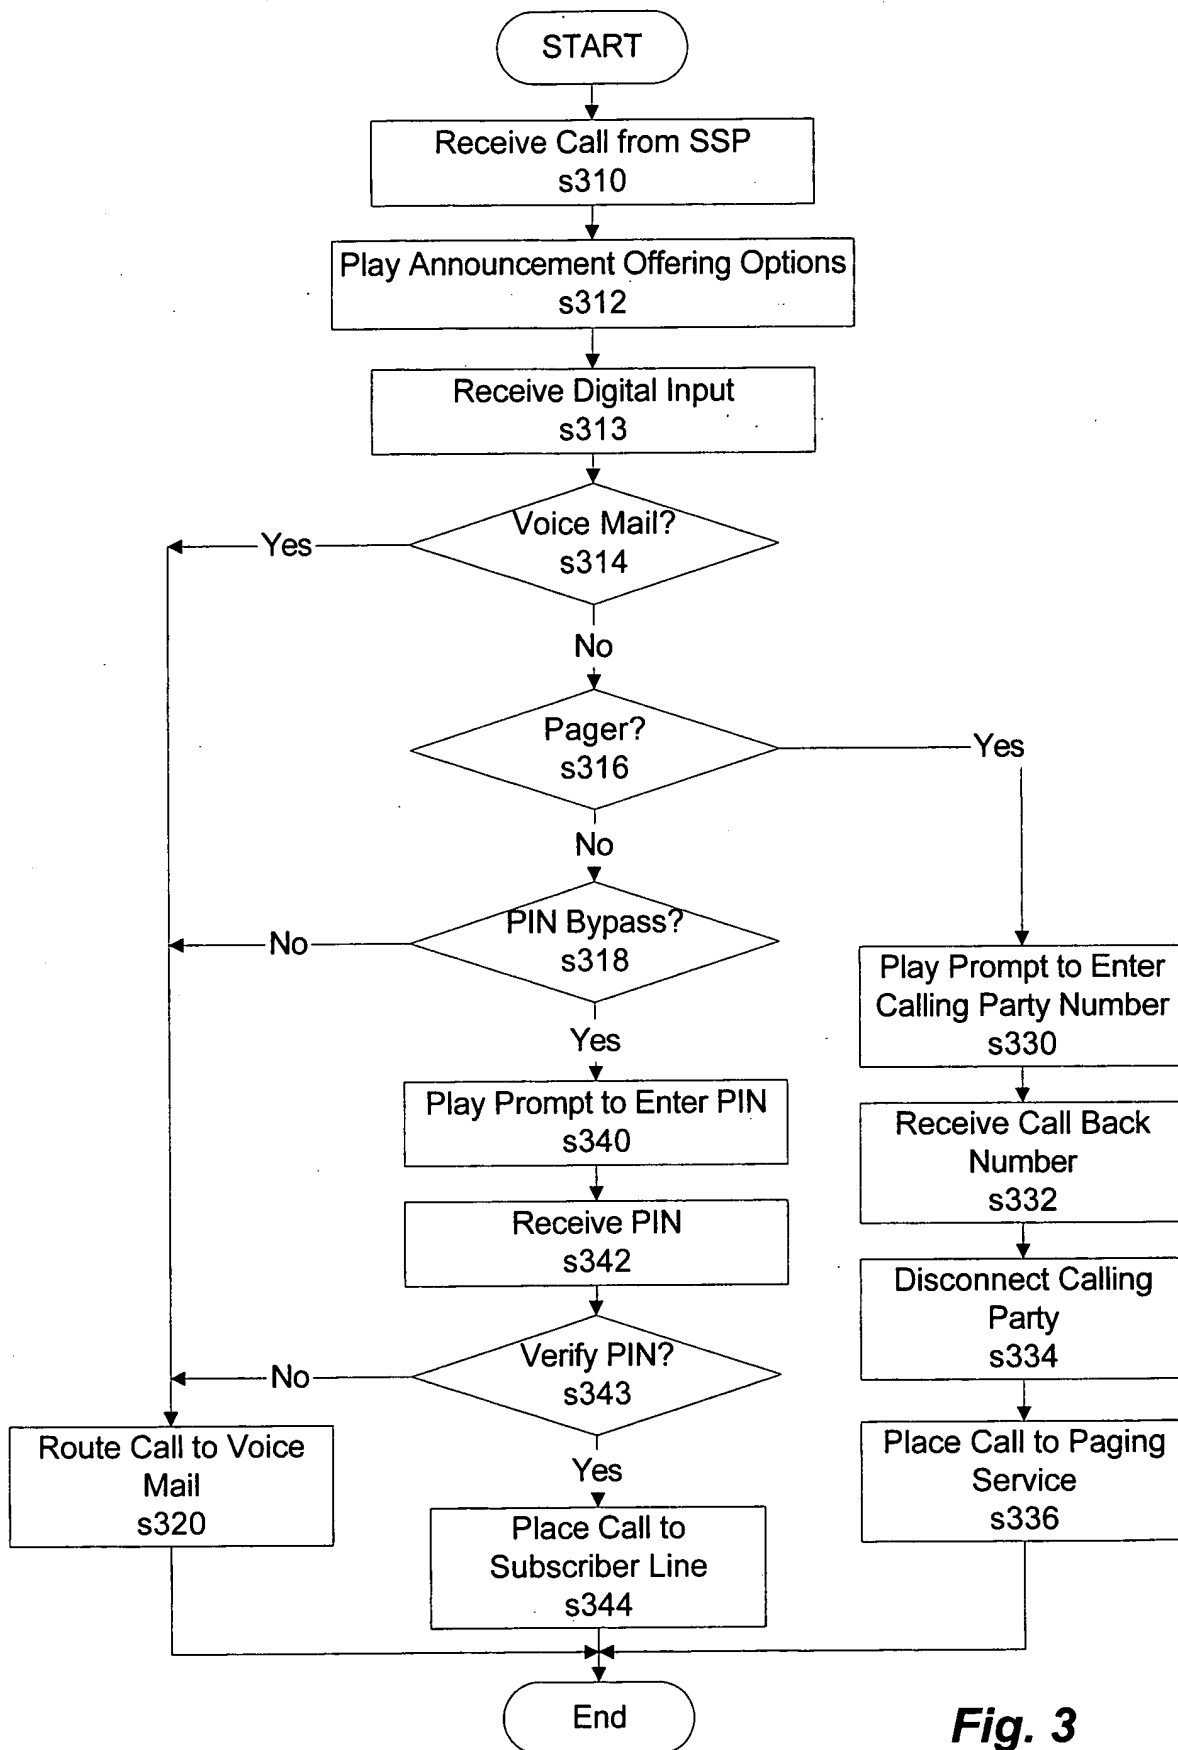 START
Receive Call from SSP
s310
Play Announcement Offering Options
s312
Receive Digital Input
s313
Voice Mail?
s314
Yes
No
Pager?
s316
Yes
No
PIN Bypass?
s318
No
Yes
Play Prompt to Enter
Calling Party Number
s330
Play Prompt to Enter PIN
s340
Receive Call Back
Number
s332
Receive PIN
s342
Disconnect Calling
Party
s334
Verify PIN?
s343
No
Yes
Route Call to Voice
Mail
s320
Place Call to Paging
Service
s336
Place Call to
Subscriber Line
s344
End
Fig. 3